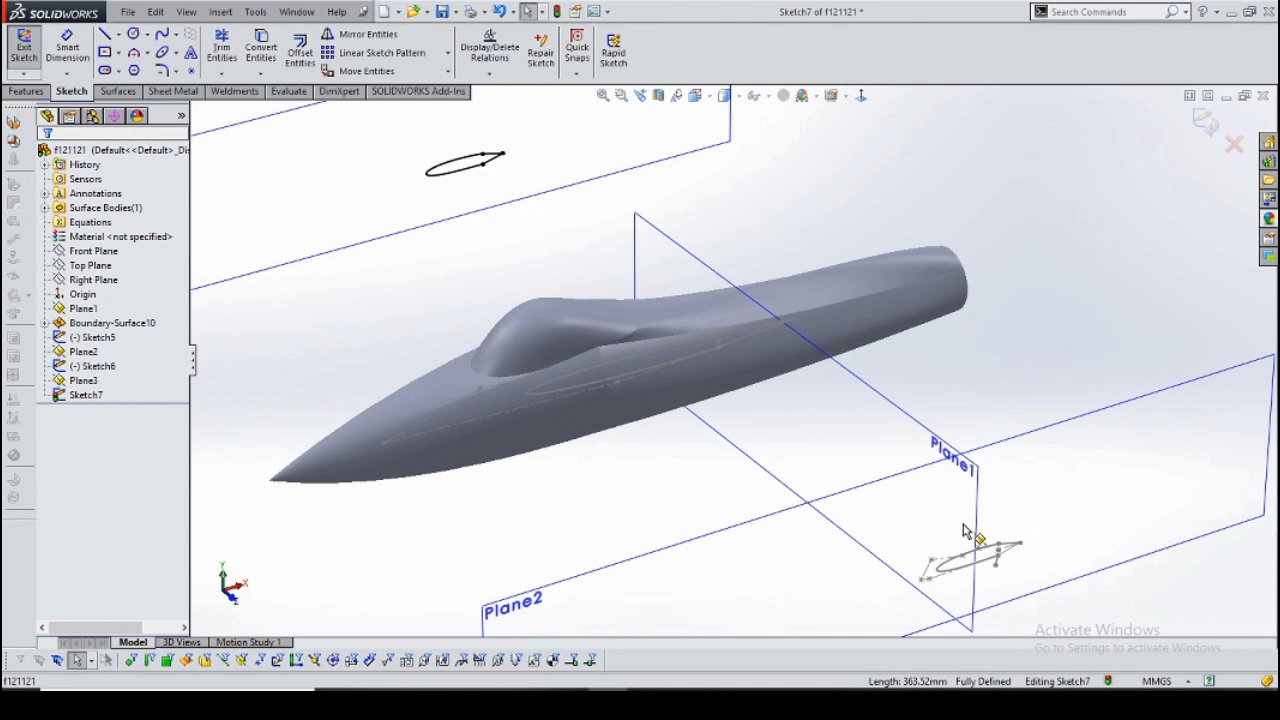 SOLIDWORKS File Edit View Insert Tools Window Help Sketch7 of f121121 * Search Commands
Exit Sketch Smart Dimension Trim Entities Convert Entities Offset Entities Mirror Entities Linear Sketch Pattern Move Entities Display/Delete Relations Repair Sketch Quick Snaps Rapid Sketch
Features Sketch Surfaces Sheet Metal Weldments Evaluate DimXpert SOLIDWORKS Add-Ins
f121121 (Default<<Default>_Dis
History
Sensors
Annotations
Surface Bodies(1)
Equations
Material <not specified>
Front Plane
Top Plane
Right Plane
Origin
Plane1
Boundary-Surface10
(-) Sketch5
Plane2
(-) Sketch6
Plane3
Sketch7
Plane1
Plane2
Y
X
Z
Activate Windows
Go to Settings to activate Windows.
Model 3D Views Motion Study 1
f121121 Length: 363.52mm Fully Defined Editing Sketch7 MMGS